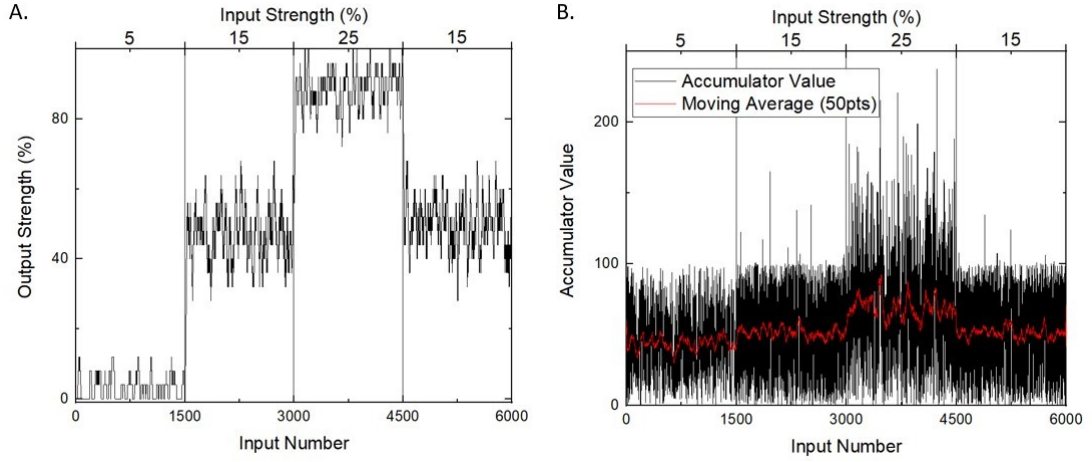 A.
Input Strength (%)
5 15 25 15
Output Strength (%)
80
40
0
0 1500 3000 4500 6000
Input Number
B.
Input Strength (%)
5 15 25 15
Accumulator Value
Moving Average (50pts)
Accumulator Value
200
100
0
0 1500 3000 4500 6000
Input Number